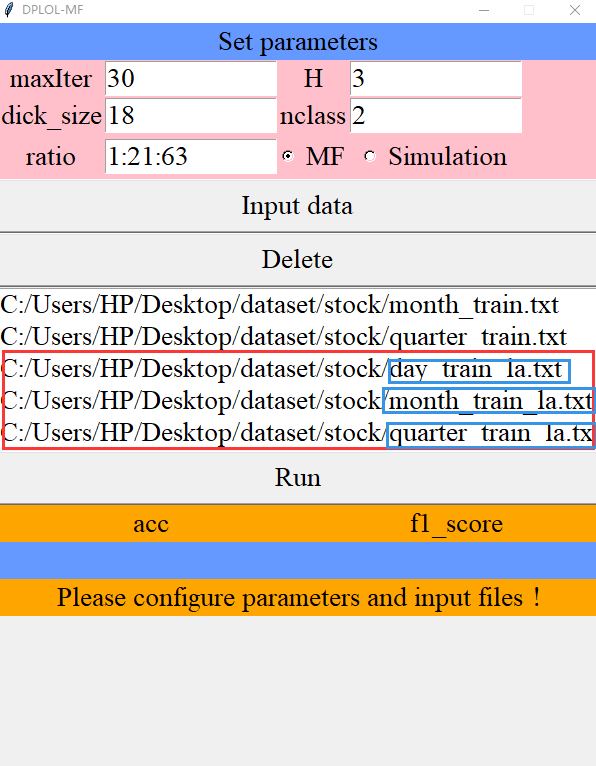 DPLOL-MF
Set parameters
maxIter 30 H 3
dick_size 18 nclass 2
ratio 1:21:63 MF Simulation
Input data
Delete
C:/Users/HP/Desktop/dataset/stock/month_train.txt
C:/Users/HP/Desktop/dataset/stock/quarter_train.txt
C:/Users/HP/Desktop/dataset/stock/day_train_la.txt
C:/Users/HP/Desktop/dataset/stock/month_train_la.txt
C:/Users/HP/Desktop/dataset/stock/quarter_train_la.tx
Run
acc f1_score
Please configure parameters and input files !